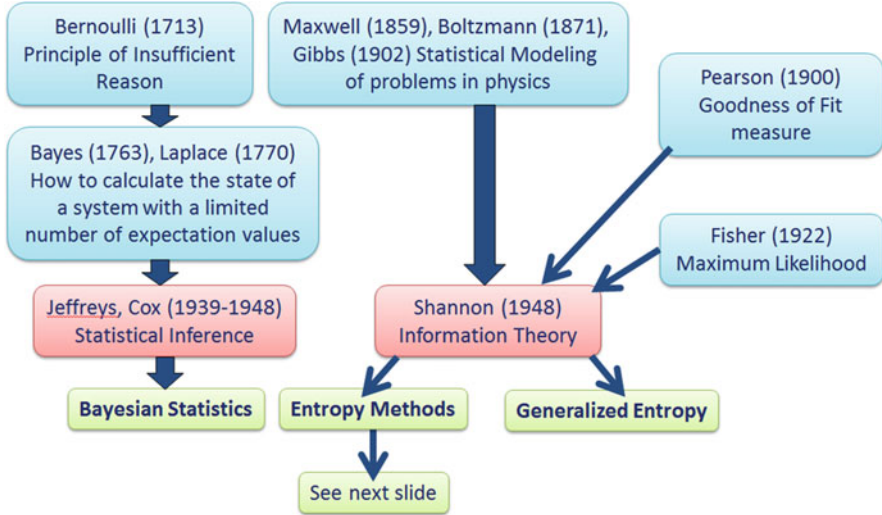 Bernoulli (1713)
Principle of Insufficient
Reason
Maxwell (1859), Boltzmann (1871),
Gibbs (1902) Statistical Modeling
of problems in physics
Pearson (1900)
Goodness of Fit
measure
Bayes (1763), Laplace (1770)
How to calculate the state of
a system with a limited
number of expectation values
Fisher (1922)
Maximum Likelihood
Jeffreys, Cox (1939-1948)
Statistical Inference
Shannon (1948)
Information Theory
Bayesian Statistics
Entropy Methods
Generalized Entropy
See next slide